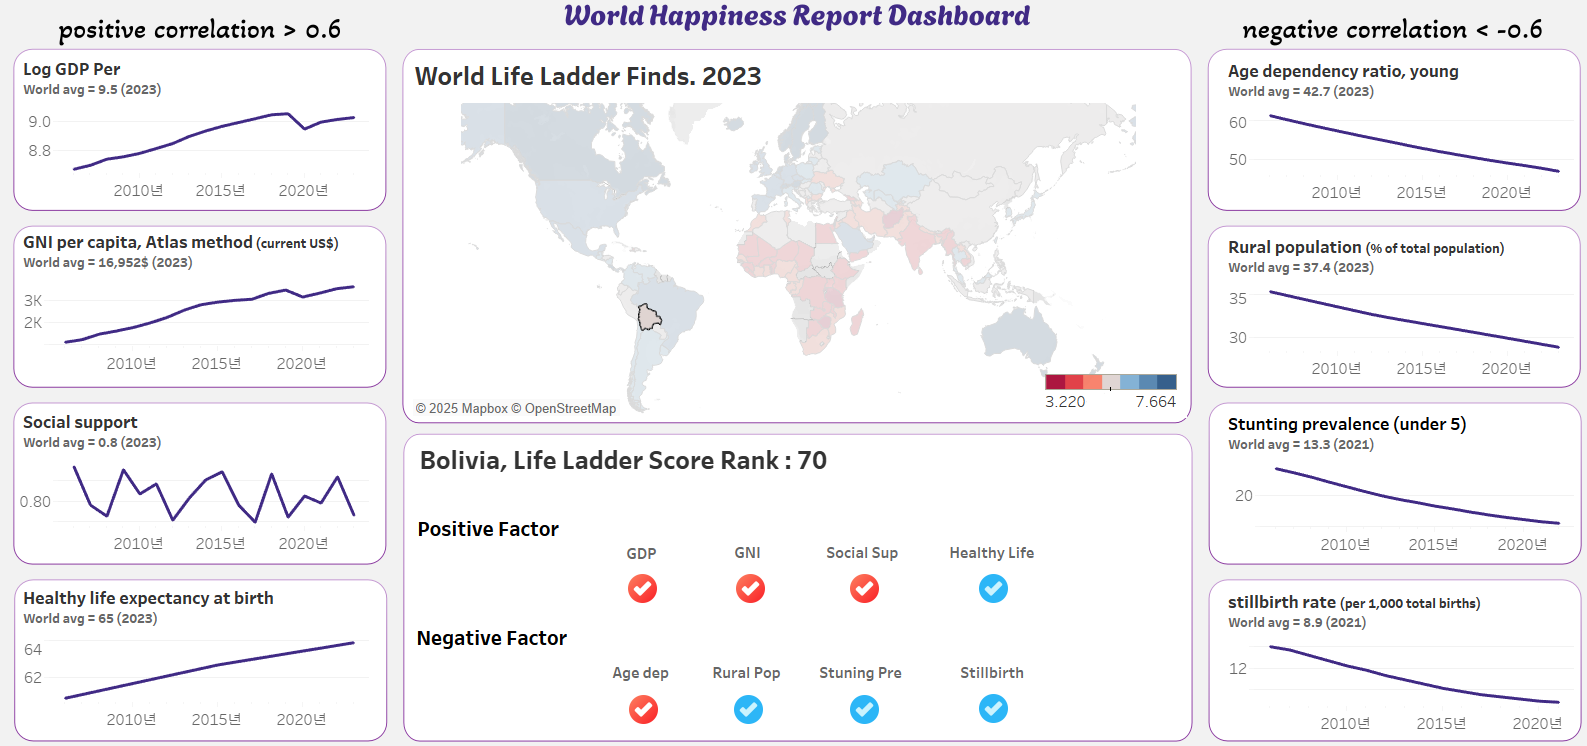 World Happiness Report Dashboard
positive correlation > 0.6
negative correlation < -0.6
Log GDP Per
World avg = 9.5 (2023)
9.0
8.8
2010년 2015년 2020년
GNI per capita, Atlas method (current US$)
World avg = 16,952$ (2023)
3K
2K
2010년 2015년 2020년
Social support
World avg = 0.8 (2023)
0.80
2010년 2015년 2020년
Healthy life expectancy at birth
World avg = 65 (2023)
64
62
2010년 2015년 2020년
World Life Ladder Finds. 2023
3.220 7.664
© 2025 Mapbox © OpenStreetMap
Bolivia, Life Ladder Score Rank : 70
Positive Factor
GDP GNI Social Sup Healthy Life
Negative Factor
Age dep Rural Pop Stuning Pre Stillbirth
Age dependency ratio, young
World avg = 42.7 (2023)
60
50
2010년 2015년 2020년
Rural population (% of total population)
World avg = 37.4 (2023)
35
30
2010년 2015년 2020년
Stunting prevalence (under 5)
World avg = 13.3 (2021)
20
2010년 2015년 2020년
stillbirth rate (per 1,000 total births)
World avg = 8.9 (2021)
12
2010년 2015년 2020년